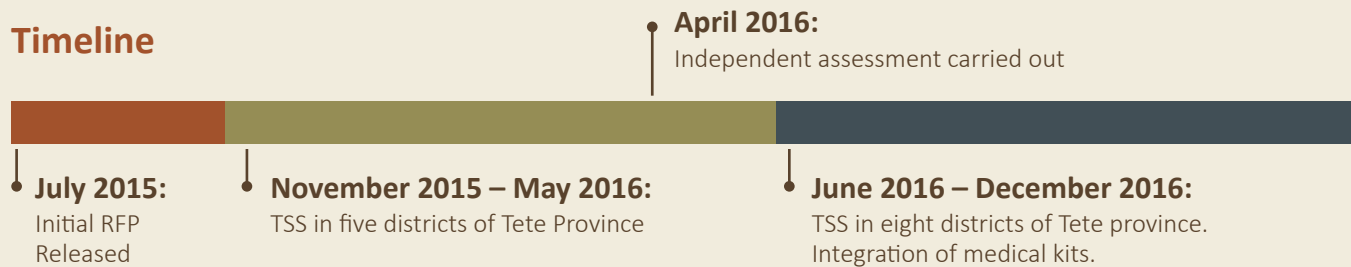 Timeline
April 2016:
Independent assessment carried out
July 2015:
Initial RFP
Released
November 2015 – May 2016:
TSS in five districts of Tete Province
June 2016 – December 2016:
TSS in eight districts of Tete province.
Integration of medical kits.